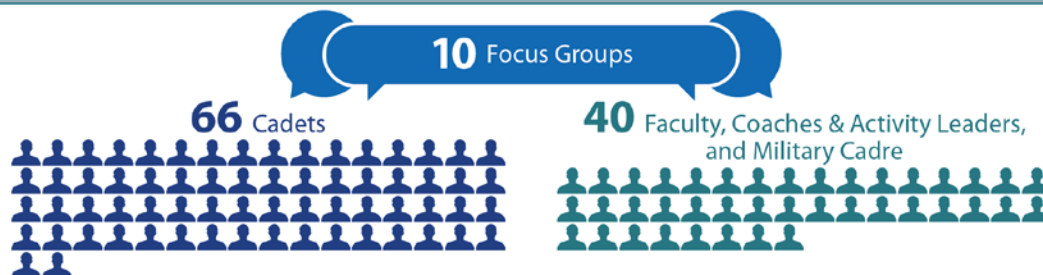 10 Focus Groups
66 Cadets
40 Faculty, Coaches & Activity Leaders,
and Military Cadre